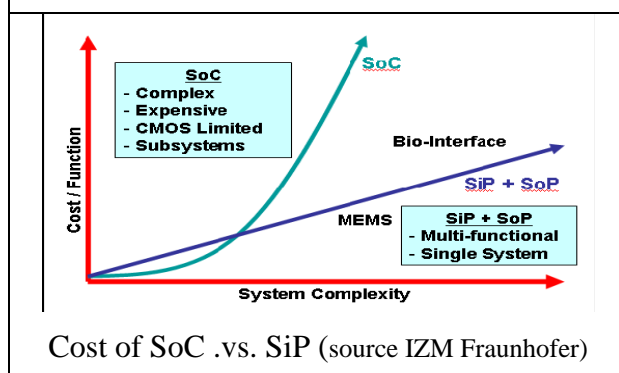 SoC
- Complex
- Expensive
- CMOS Limited
- Subsystems
SoC
Bio-Interface
SiP + SoP
MEMS
SiP + SoP
- Multi-functional
- Single System
Cost / Function
System Complexity
Cost of SoC .vs. SiP (source IZM Fraunhofer)